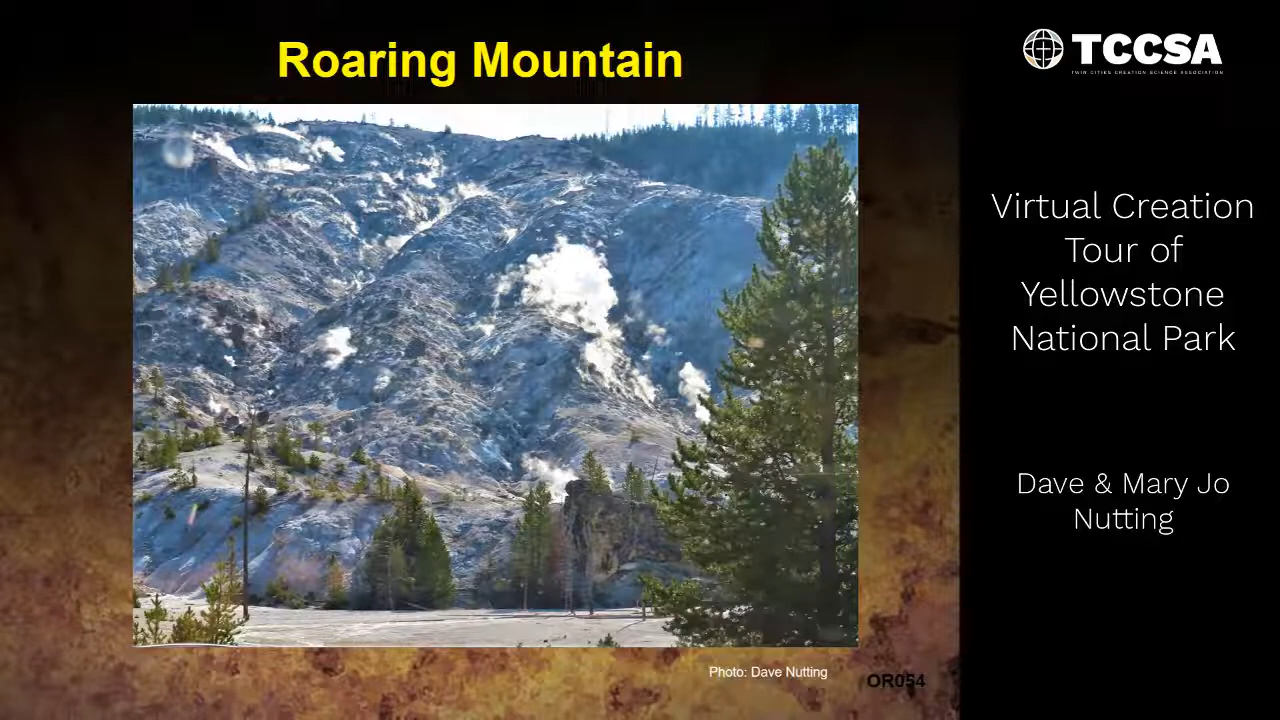 Roaring Mountain
Photo: Dave Nutting
OR054
TCCSA
TWIN CITIES CREATION SCIENCE ASSOCIATION
Virtual Creation
Tour of
Yellowstone
National Park
Dave & Mary Jo
Nutting